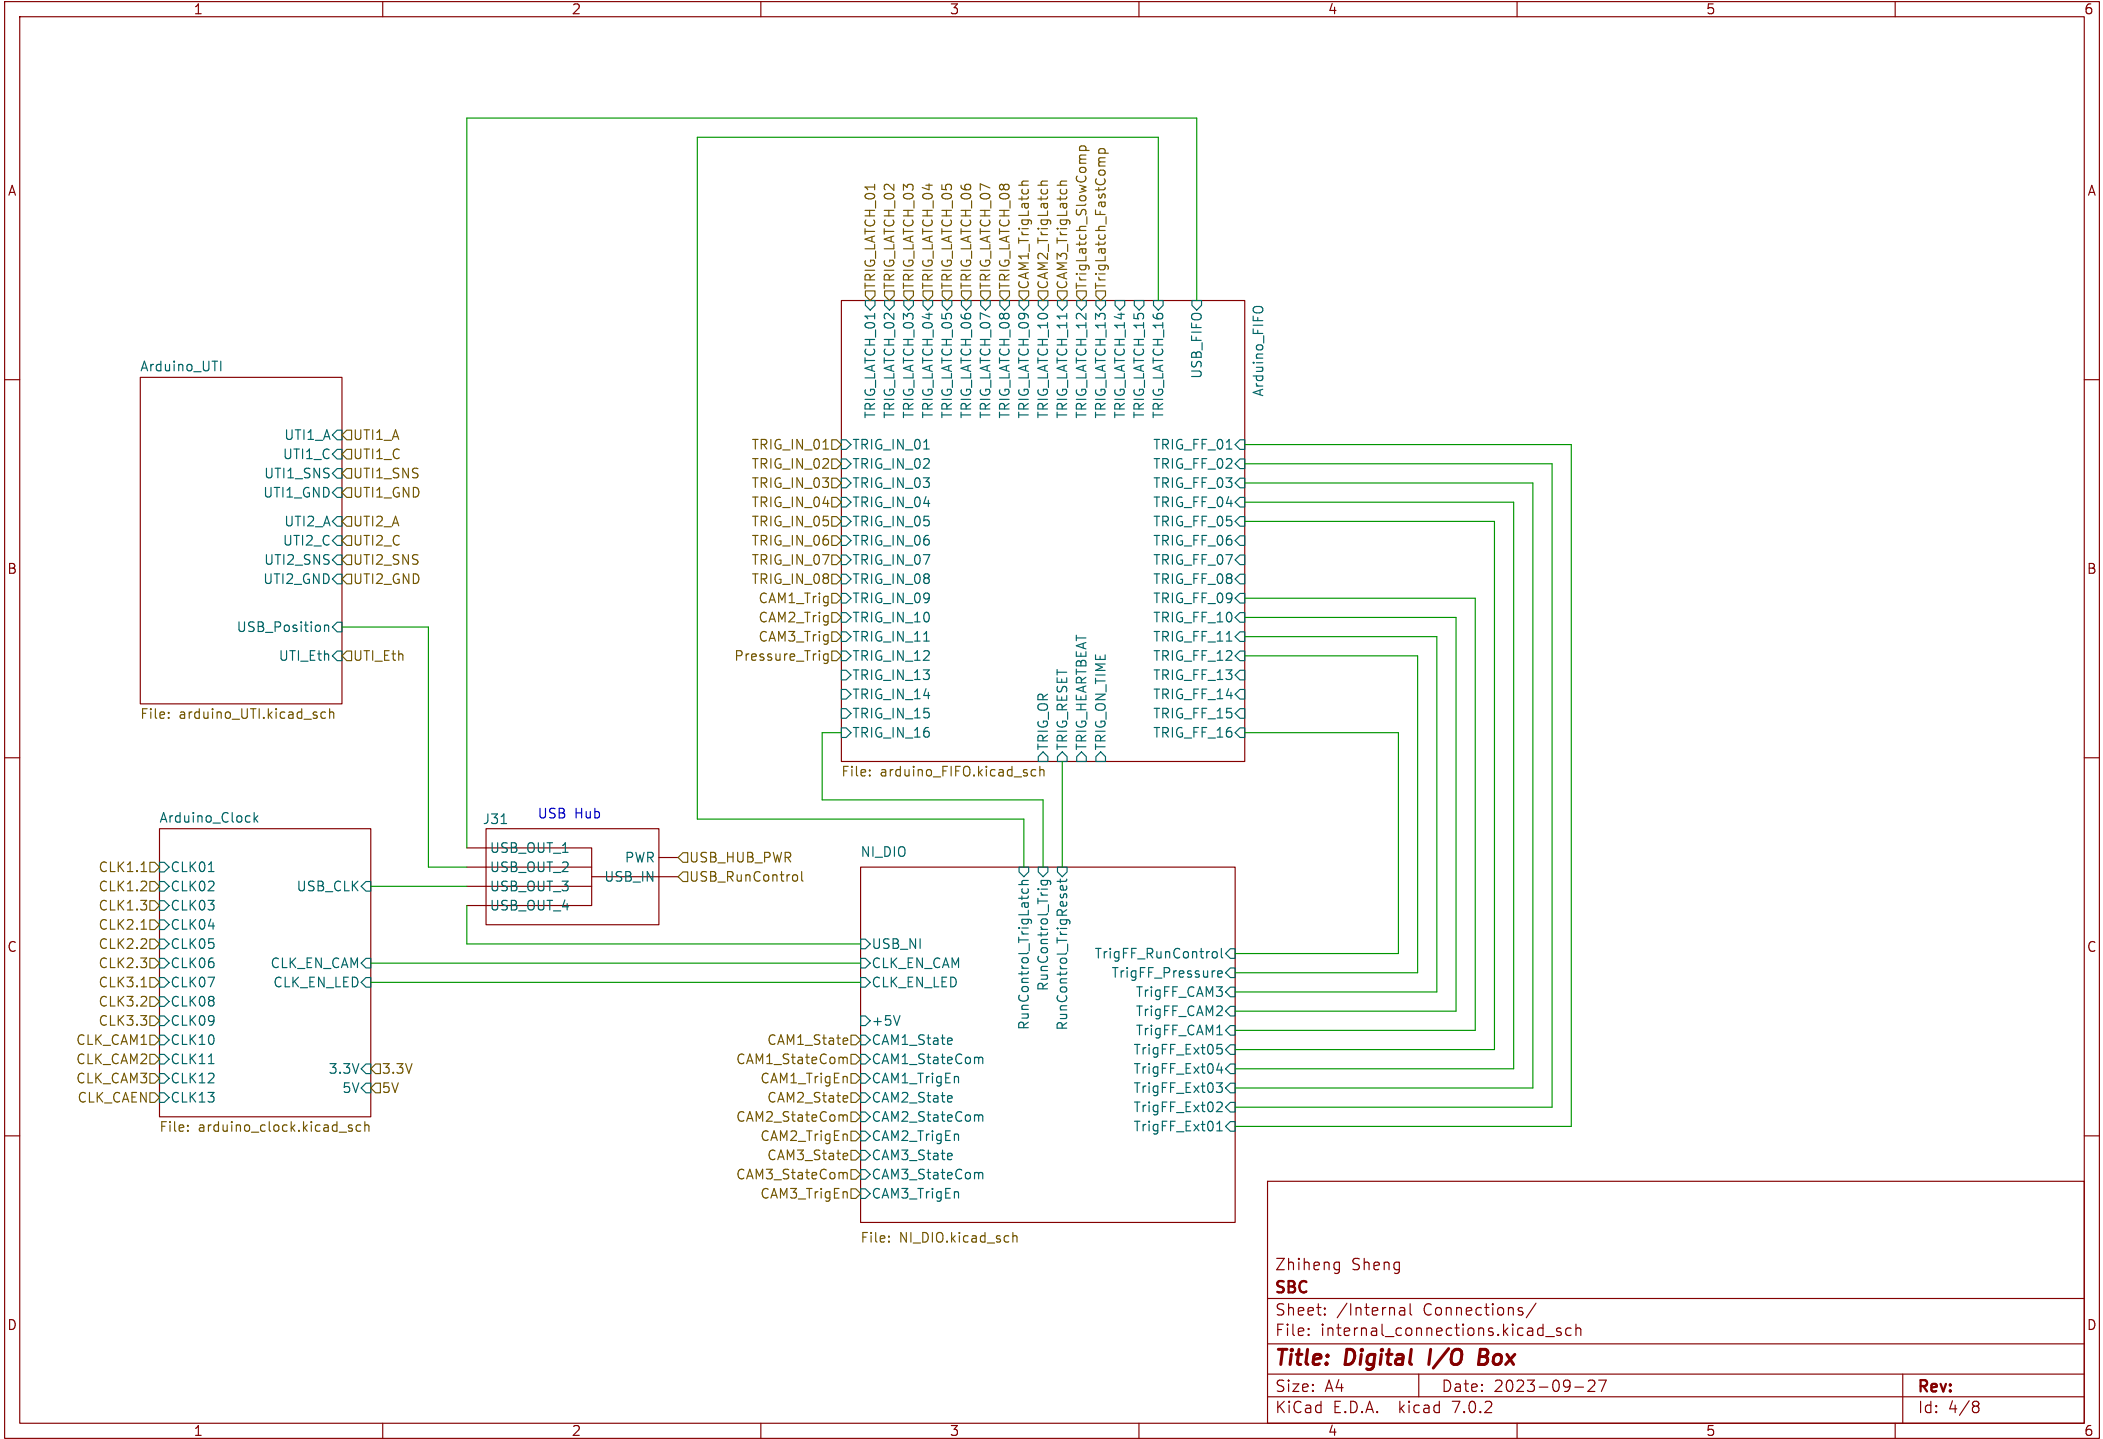 1 2 3 4 5 6
A A
B B
C C
D D
Arduino_UTI
UTI1_A UTI1_A
UTI1_C UTI1_C
UTI1_SNS UTI1_SNS
UTI1_GND UTI1_GND
UTI2_A UTI2_A
UTI2_C UTI2_C
UTI2_SNS UTI2_SNS
UTI2_GND UTI2_GND
USB_Position
UTI_Eth UTI_Eth
File: arduino_UTI.kicad_sch
TRIG_LATCH_01 TRIG_LATCH_01
TRIG_LATCH_02 TRIG_LATCH_02
TRIG_LATCH_03 TRIG_LATCH_03
TRIG_LATCH_04 TRIG_LATCH_04
TRIG_LATCH_05 TRIG_LATCH_05
TRIG_LATCH_06 TRIG_LATCH_06
TRIG_LATCH_07 TRIG_LATCH_07
TRIG_LATCH_08 TRIG_LATCH_08
TRIG_LATCH_09 CAM1_TrigLatch
TRIG_LATCH_10 CAM2_TrigLatch
TRIG_LATCH_11 CAM3_TrigLatch
TRIG_LATCH_12 TrigLatch_SlowComp
TRIG_LATCH_13 TrigLatch_FastComp
TRIG_LATCH_14
TRIG_LATCH_15
TRIG_LATCH_16
USB_FIFO
Arduino_FIFO
TRIG_IN_01 TRIG_IN_01
TRIG_IN_02 TRIG_IN_02
TRIG_IN_03 TRIG_IN_03
TRIG_IN_04 TRIG_IN_04
TRIG_IN_05 TRIG_IN_05
TRIG_IN_06 TRIG_IN_06
TRIG_IN_07 TRIG_IN_07
TRIG_IN_08 TRIG_IN_08
CAM1_Trig TRIG_IN_09
CAM2_Trig TRIG_IN_10
CAM3_Trig TRIG_IN_11
Pressure_Trig TRIG_IN_12
TRIG_IN_13
TRIG_IN_14
TRIG_IN_15
TRIG_IN_16
TRIG_OR
TRIG_RESET
TRIG_HEARTBEAT
TRIG_ON_TIME
TRIG_FF_01
TRIG_FF_02
TRIG_FF_03
TRIG_FF_04
TRIG_FF_05
TRIG_FF_06
TRIG_FF_07
TRIG_FF_08
TRIG_FF_09
TRIG_FF_10
TRIG_FF_11
TRIG_FF_12
TRIG_FF_13
TRIG_FF_14
TRIG_FF_15
TRIG_FF_16
File: arduino_FIFO.kicad_sch
Arduino_Clock
CLK1.1 CLK01
CLK1.2 CLK02
CLK1.3 CLK03
CLK2.1 CLK04
CLK2.2 CLK05
CLK2.3 CLK06
CLK3.1 CLK07
CLK3.2 CLK08
CLK3.3 CLK09
CLK_CAM1 CLK10
CLK_CAM2 CLK11
CLK_CAM3 CLK12
CLK_CAEN CLK13
USB_CLK
CLK_EN_CAM
CLK_EN_LED
3.3V 3.3V
5V 5V
File: arduino_clock.kicad_sch
J31
USB Hub
USB_OUT_1
USB_OUT_2
USB_OUT_3
USB_OUT_4
PWR USB_HUB_PWR
USB_IN USB_RunControl
NI_DIO
RunControl_TrigLatch
RunControl_Trig
RunControl_TrigReset
USB_NI
CLK_EN_CAM
CLK_EN_LED
+5V
CAM1_State CAM1_State
CAM1_StateCom CAM1_StateCom
CAM1_TrigEn CAM1_TrigEn
CAM2_State CAM2_State
CAM2_StateCom CAM2_StateCom
CAM2_TrigEn CAM2_TrigEn
CAM3_State CAM3_State
CAM3_StateCom CAM3_StateCom
CAM3_TrigEn CAM3_TrigEn
TrigFF_RunControl
TrigFF_Pressure
TrigFF_CAM3
TrigFF_CAM2
TrigFF_CAM1
TrigFF_Ext05
TrigFF_Ext04
TrigFF_Ext03
TrigFF_Ext02
TrigFF_Ext01
File: NI_DIO.kicad_sch
Zhiheng Sheng
SBC
Sheet: /Internal Connections/
File: internal_connections.kicad_sch
Title: Digital I/O Box
Size: A4 Date: 2023-09-27 Rev:
KiCad E.D.A. kicad 7.0.2 Id: 4/8
1 2 3 4 5 6